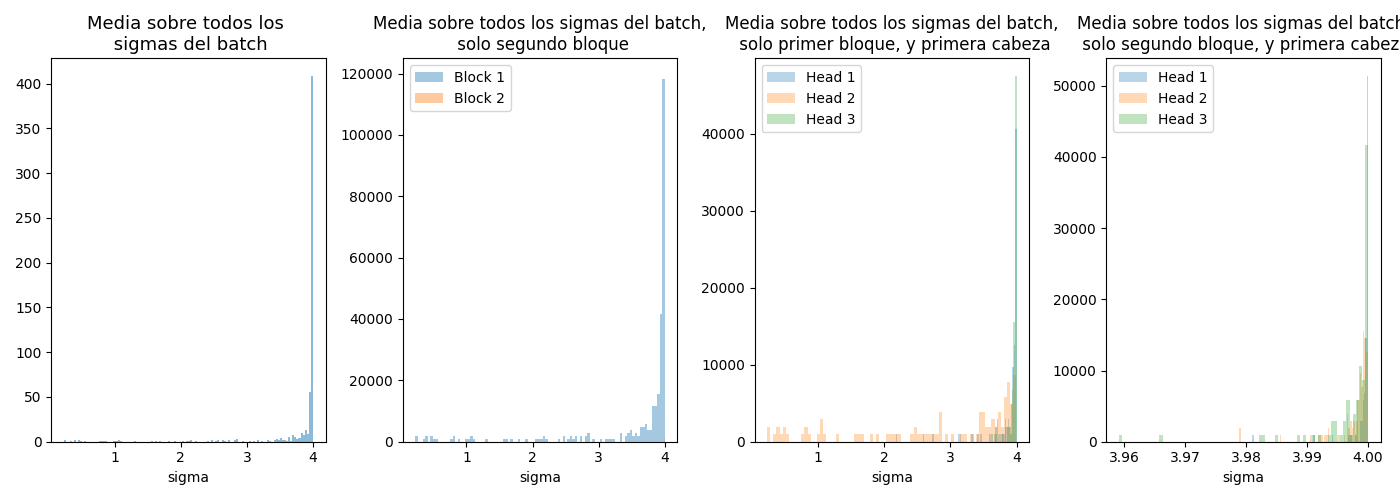 Media sobre todos los
sigmas del batch
400
350
300
250
200
150
100
50
0
1
2
3
4
sigma
Media sobre todos los sigmas del batch,
solo segundo bloque
Block 1
Block 2
120000
100000
80000
60000
40000
20000
0
1
2
3
4
sigma
Media sobre todos los sigmas del batch,
solo primer bloque, y primera cabeza
Head 1
Head 2
Head 3
40000
30000
20000
10000
0
1
2
3
4
sigma
Media sobre todos los sigmas del batch
solo segundo bloque, y primera cabez
Head 1
Head 2
Head 3
50000
40000
30000
20000
10000
0
3.96
3.97
3.98
3.99
4.00
sigma